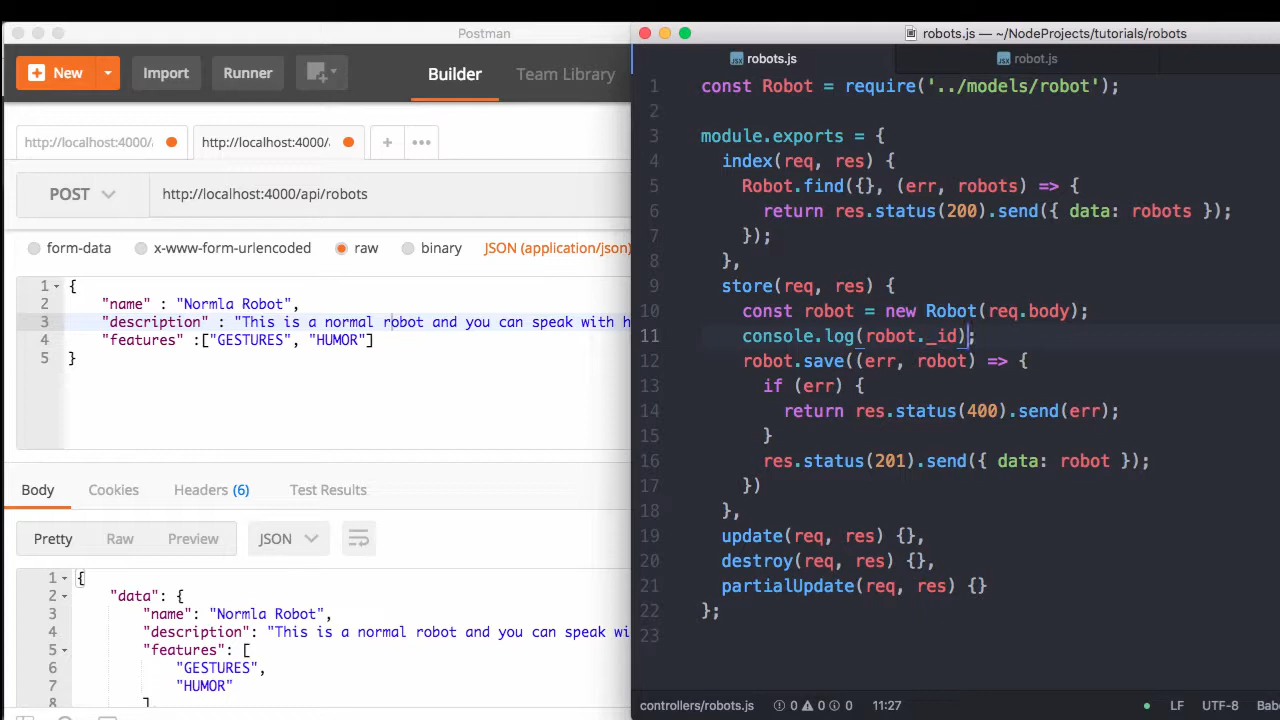 Postman
New
Import
Runner
Builder
Team Library
http://localhost:4000/
http://localhost:4000/
POST
http://localhost:4000/api/robots
form-data
x-www-form-urlencoded
raw
binary
JSON (application/json)
1 {
2 "name" : "Normla Robot",
3 "description" : "This is a normal robot and you can speak with h
4 "features" :["GESTURES", "HUMOR"]
5 }
Body
Cookies
Headers (6)
Test Results
Pretty
Raw
Preview
JSON
1 {
2 "data": {
3 "name": "Normla Robot",
4 "description": "This is a normal robot and you can speak wi
5 "features": [
6 "GESTURES",
7 "HUMOR"
8 ],
robots.js — ~/NodeProjects/tutorials/robots
robots.js
robot.js
1 const Robot = require('../models/robot');
2
3 module.exports = {
4 index(req, res) {
5 Robot.find({}, (err, robots) => {
6 return res.status(200).send({ data: robots });
7 });
8 },
9 store(req, res) {
10 const robot = new Robot(req.body);
11 console.log(robot._id);
12 robot.save((err, robot) => {
13 if (err) {
14 return res.status(400).send(err);
15 }
16 res.status(201).send({ data: robot });
17 })
18 },
19 update(req, res) {},
20 destroy(req, res) {},
21 partialUpdate(req, res) {}
22 };
23
controllers/robots.js
0
0
0
11:27
LF
UTF-8
Bab